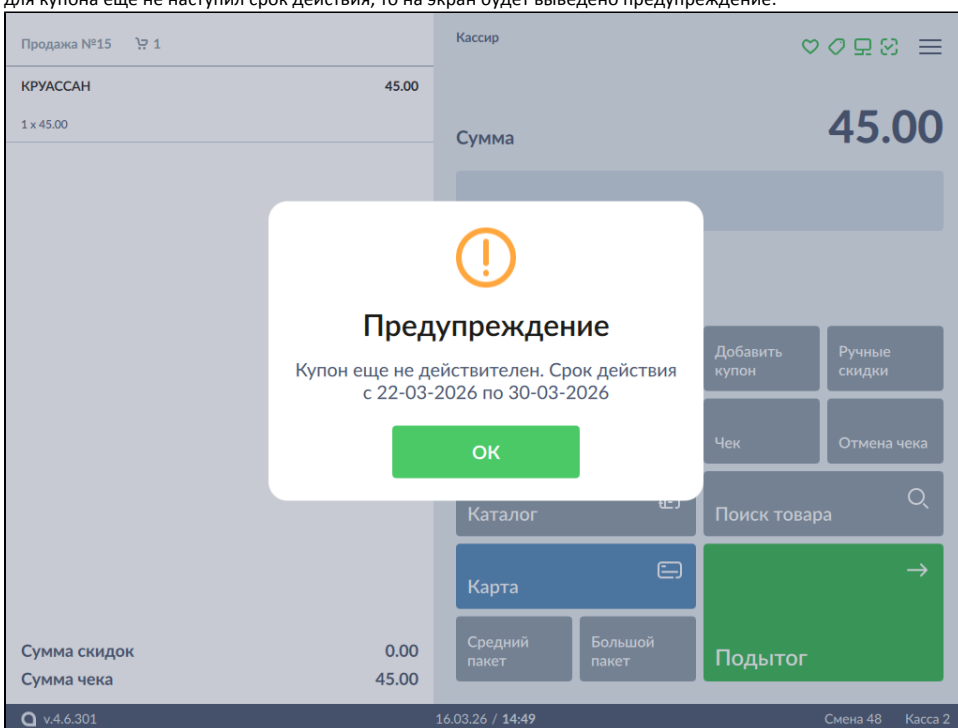 для купона еще не наступил срок действия, то на экран будет выведено предупреждение:
Продажа №15 1
Кассир
КРУАССАН 45.00
1 x 45.00
Сумма 45.00
Предупреждение
Купон еще не действителен. Срок действия
с 22-03-2026 по 30-03-2026
ОК
Добавить
купон
Ручные
скидки
Чек
Отмена чека
Каталог
Поиск товара
Карта
Средний
пакет
Большой
пакет
Подытог
Сумма скидок 0.00
Сумма чека 45.00
v.4.6.301
16.03.26 / 14:49
Смена 48 Касса 2